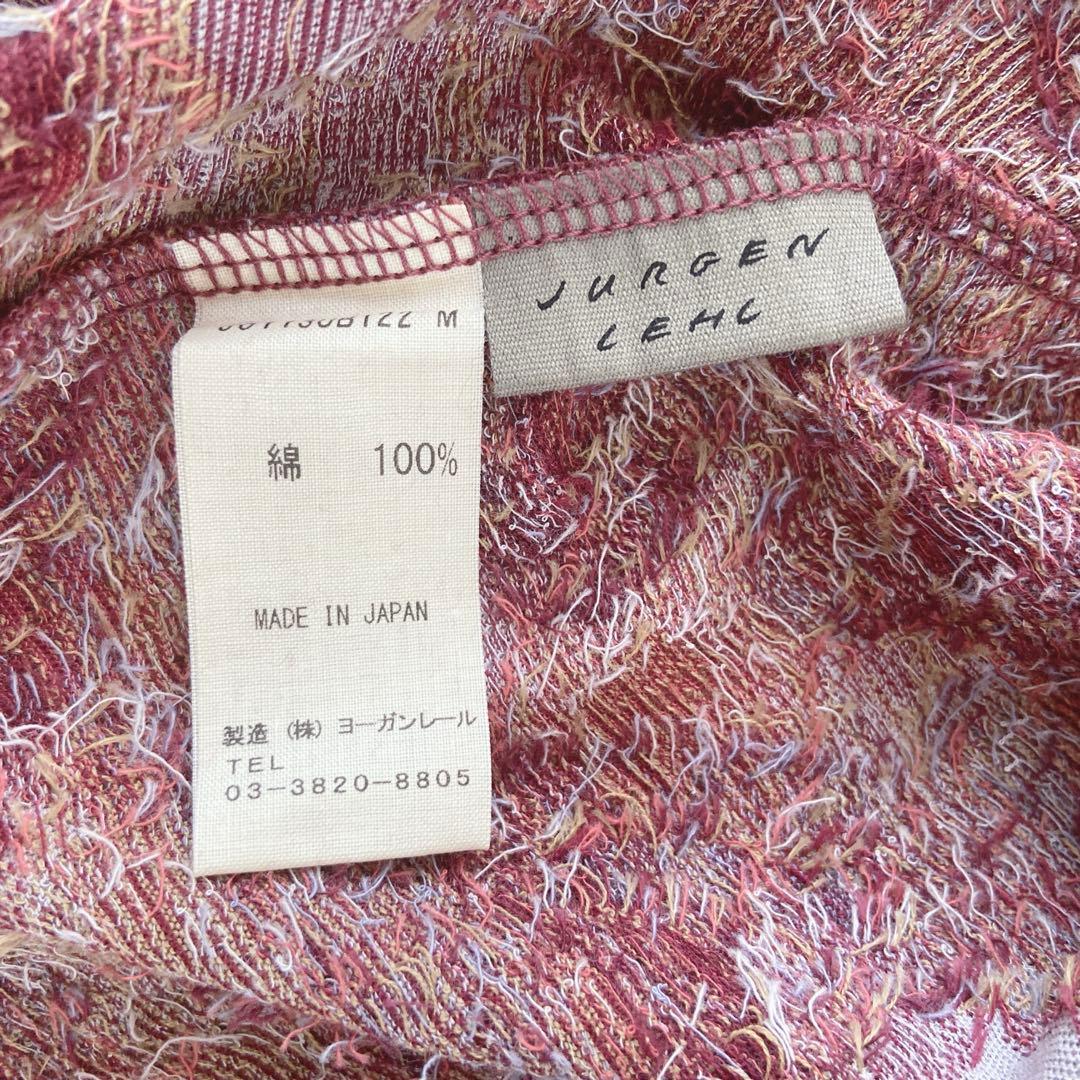 M
綿 100%
MADE IN JAPAN
製造 (株) ヨーガンレール
TEL
03-3820-8805
JURGEN
LEHL